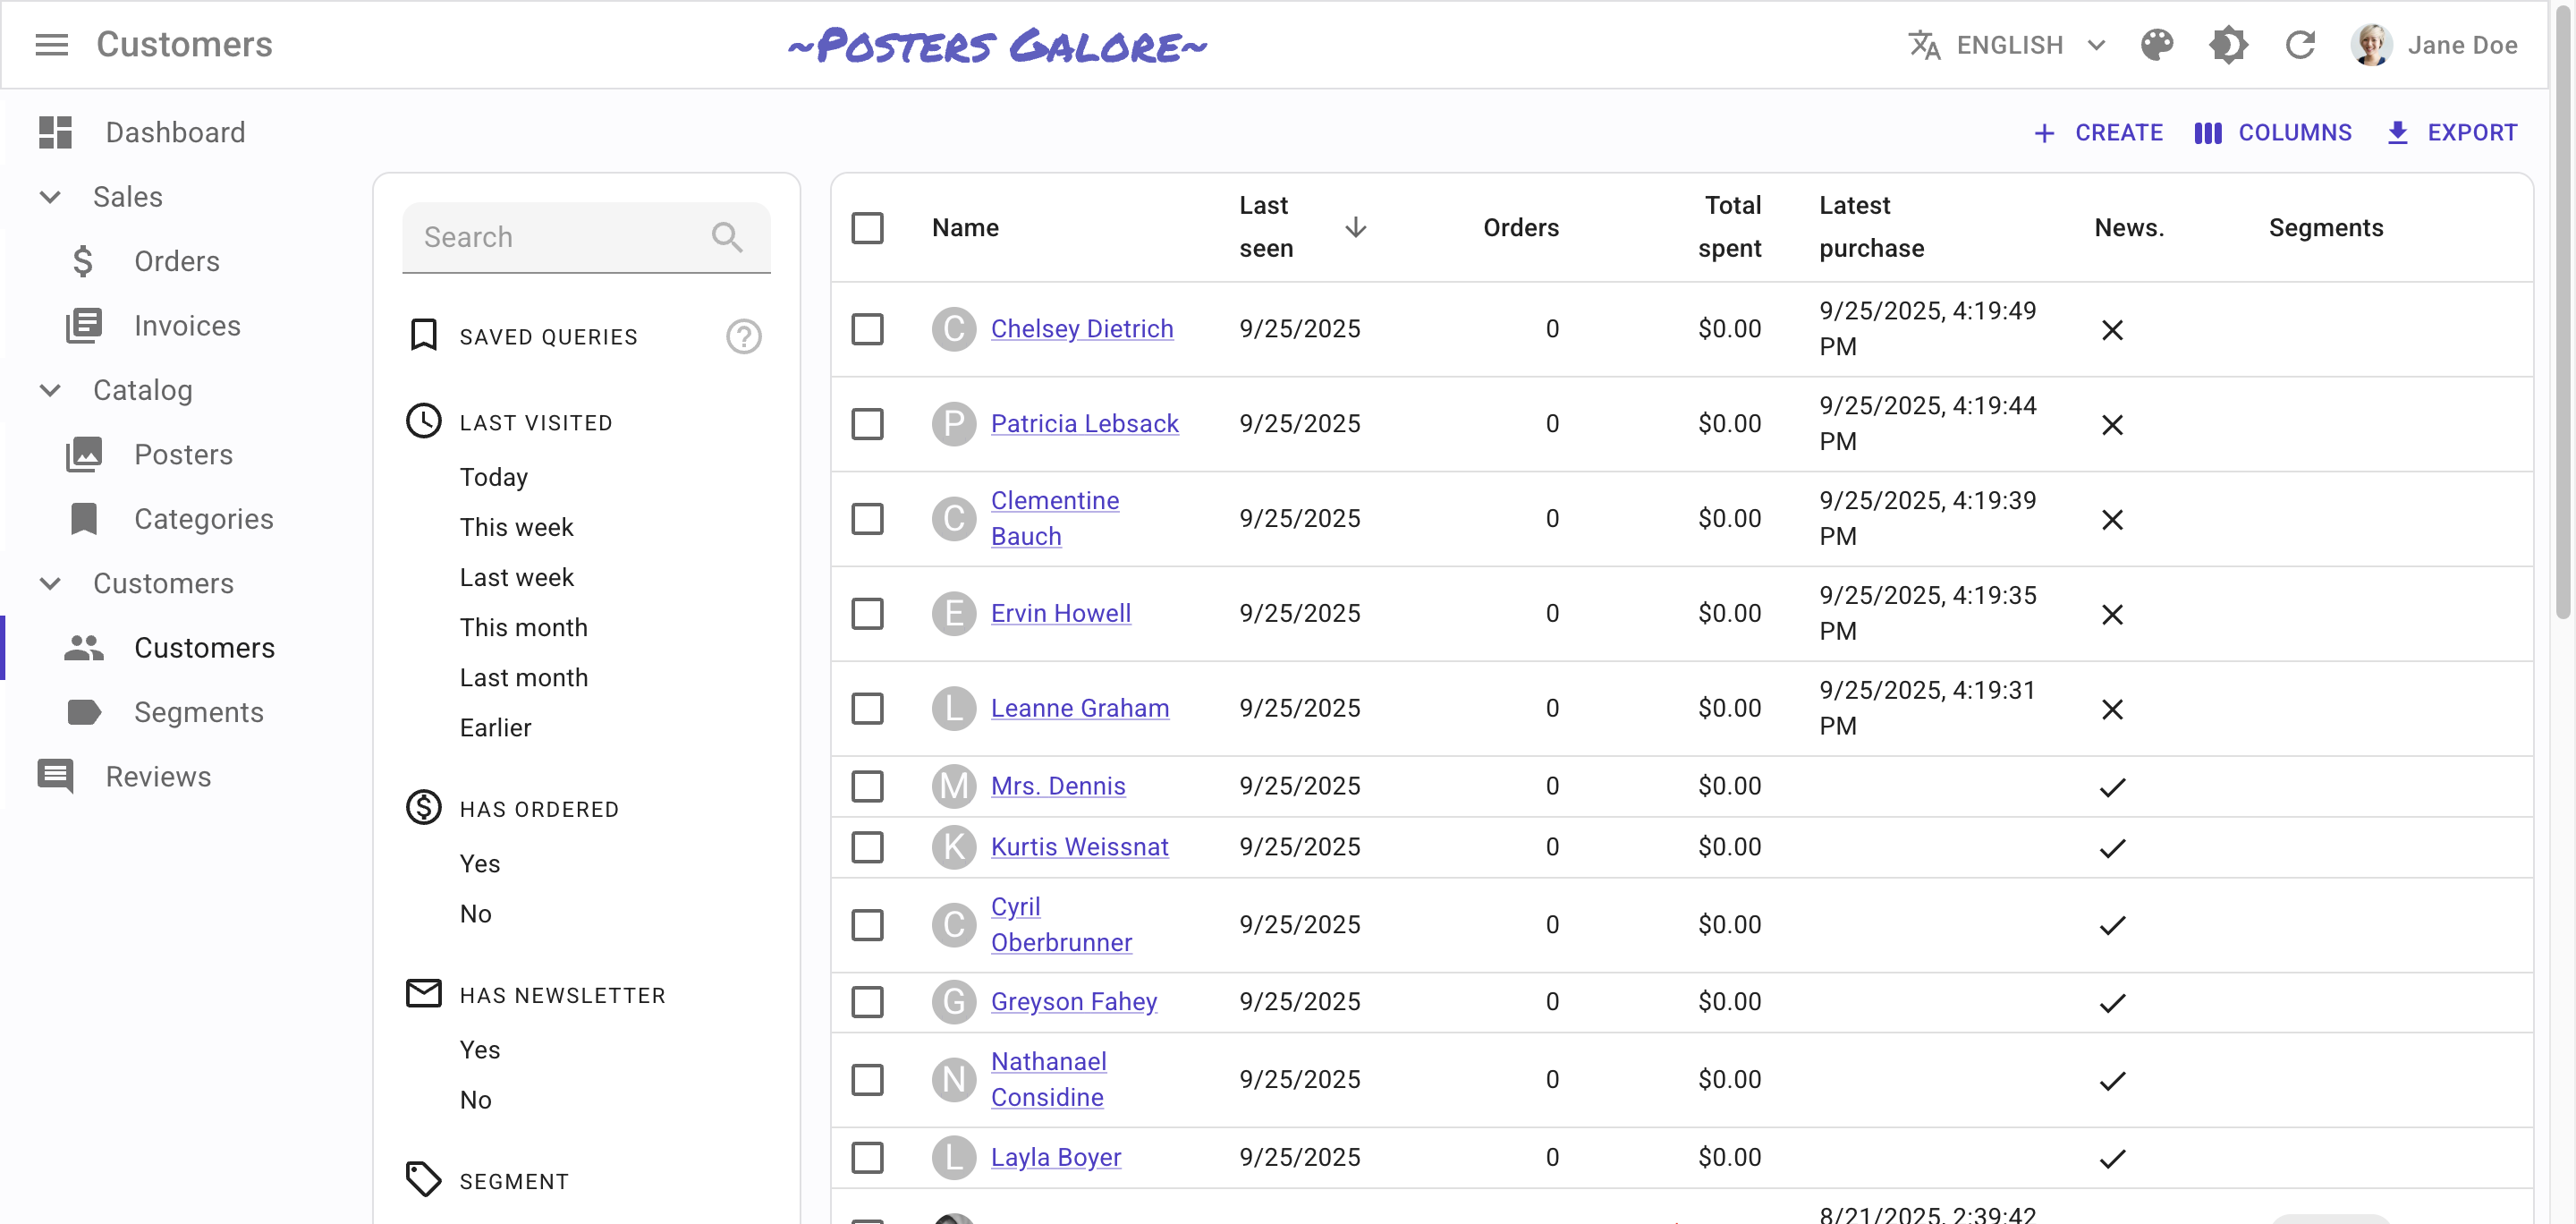 Customers
~Posters Galore~
ENGLISH
Jane Doe
Dashboard
Sales
Orders
Invoices
Catalog
Posters
Categories
Customers
Customers
Segments
Reviews
CREATE
COLUMNS
EXPORT
Search
SAVED QUERIES
LAST VISITED
Today
This week
Last week
This month
Last month
Earlier
HAS ORDERED
Yes
No
HAS NEWSLETTER
Yes
No
SEGMENT
Name
Last
seen
Orders
Total
spent
Latest
purchase
News.
Segments
C
Chelsey Dietrich
9/25/2025
0
$0.00
9/25/2025, 4:19:49
PM
P
Patricia Lebsack
9/25/2025
0
$0.00
9/25/2025, 4:19:44
PM
C
Clementine
Bauch
9/25/2025
0
$0.00
9/25/2025, 4:19:39
PM
E
Ervin Howell
9/25/2025
0
$0.00
9/25/2025, 4:19:35
PM
L
Leanne Graham
9/25/2025
0
$0.00
9/25/2025, 4:19:31
PM
M
Mrs. Dennis
9/25/2025
0
$0.00
K
Kurtis Weissnat
9/25/2025
0
$0.00
C
Cyril
Oberbrunner
9/25/2025
0
$0.00
G
Greyson Fahey
9/25/2025
0
$0.00
N
Nathanael
Considine
9/25/2025
0
$0.00
L
Layla Boyer
9/25/2025
0
$0.00
8/21/2025, 2:39:42